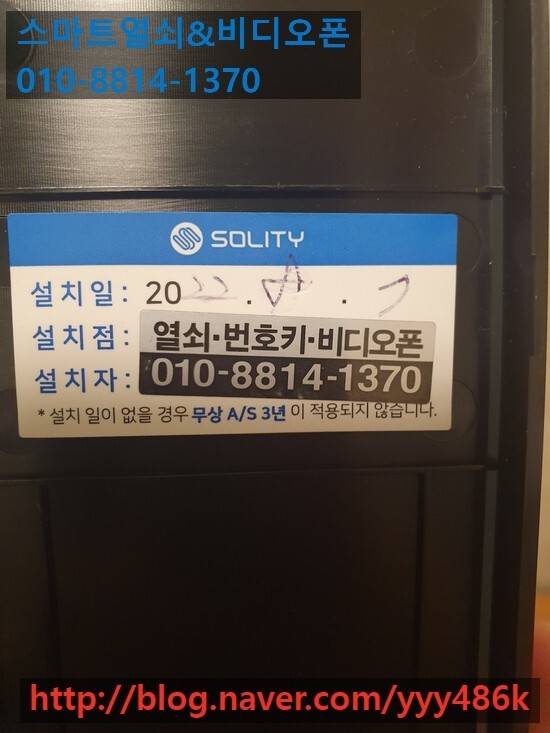 스마트열쇠&비디오폰
010-8814-1370
SOLITY
설치일: 2022. . 7
설치점: 열쇠·번호키·비디오폰
설치자: 010-8814-1370
* 설치 일이 없을 경우 무상 A/S 3년 이 적용되지 않습니다.
http://blog.naver.com/yyy486k